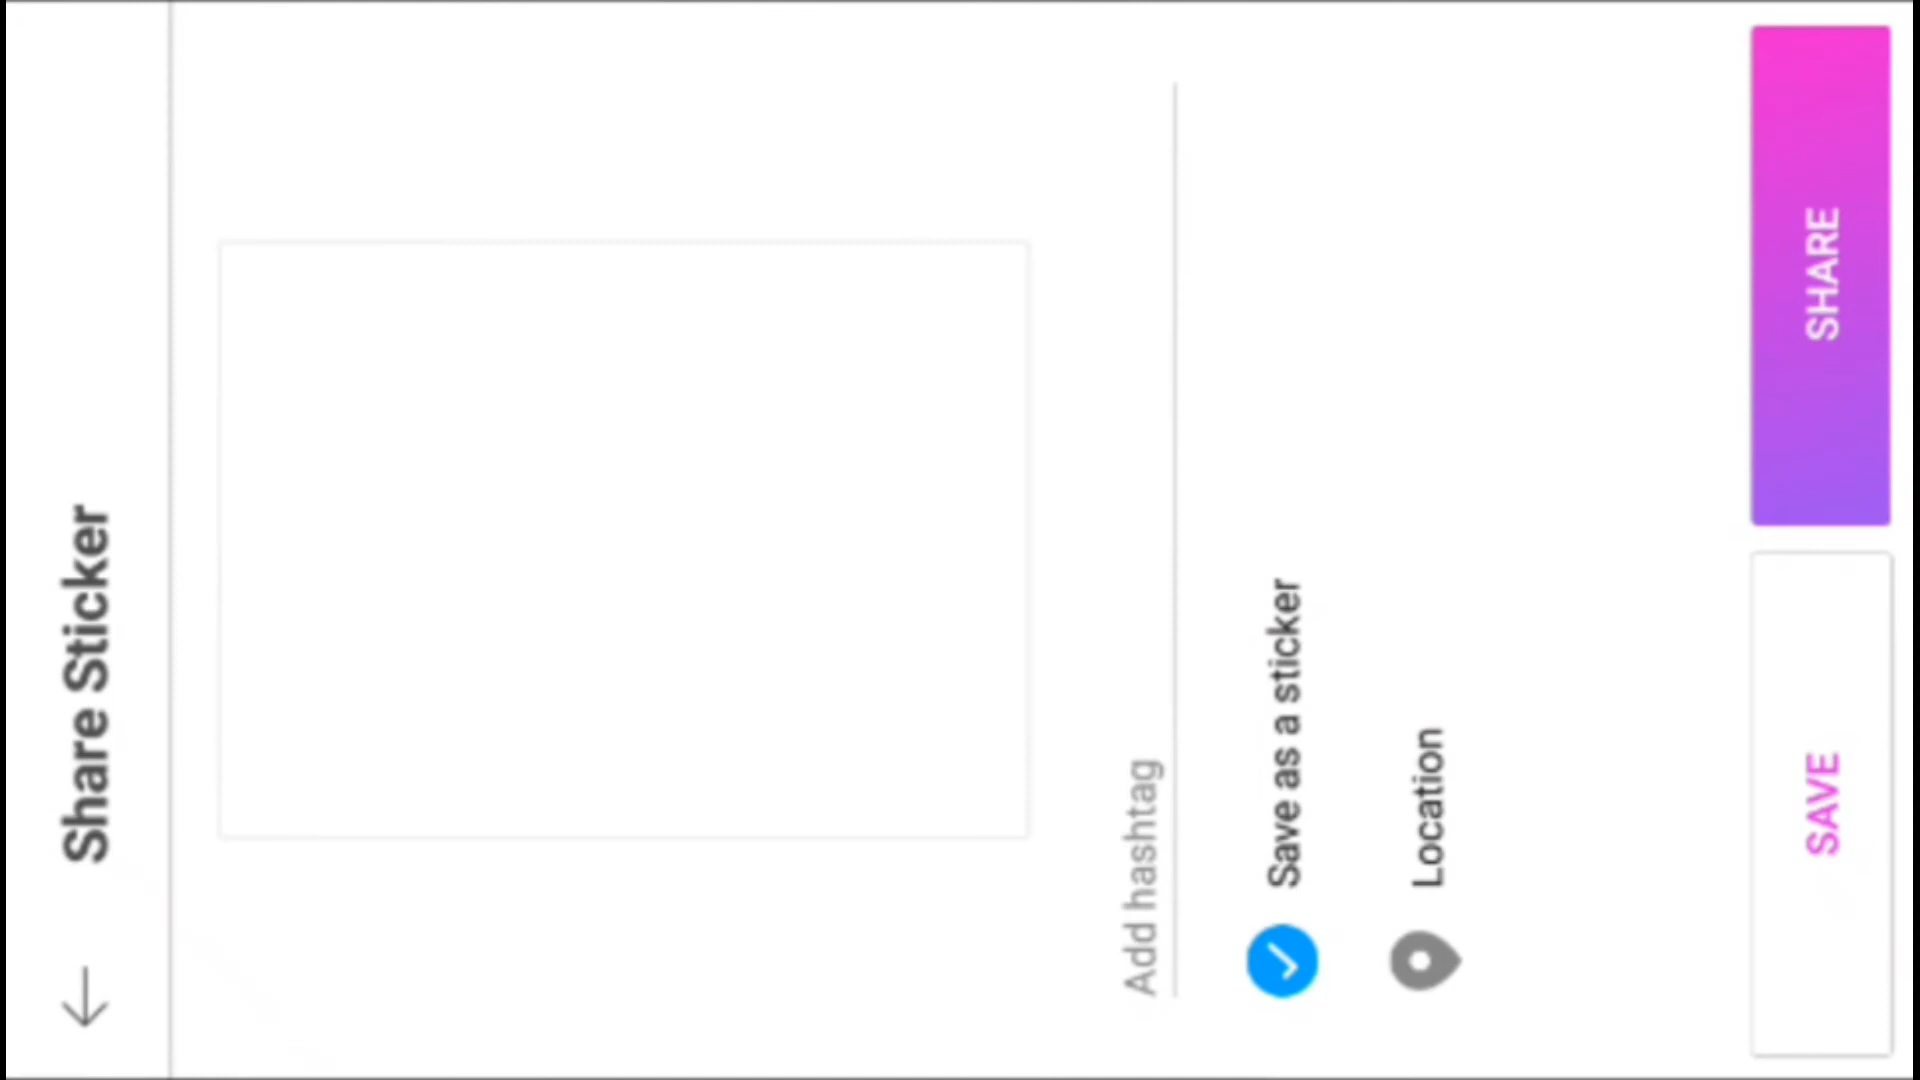 Share Sticker
Add hashtag
Save as a sticker
Location
SAVE
SHARE